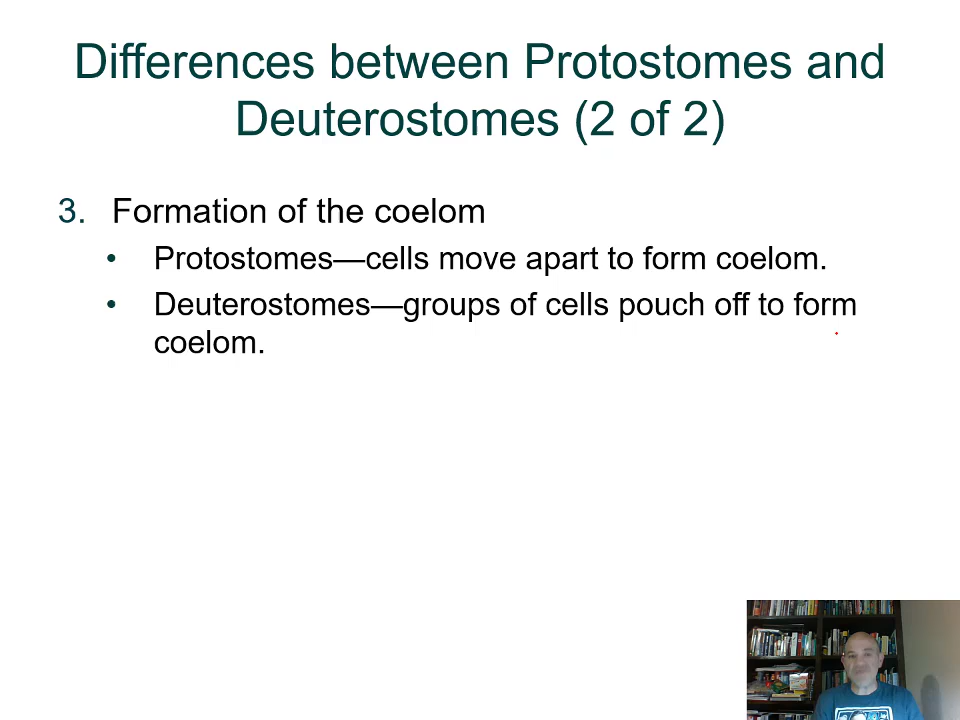 Differences between Protostomes and
Deuterostomes (2 of 2)
3. Formation of the coelom
• Protostomes—cells move apart to form coelom.
• Deuterostomes—groups of cells pouch off to form
coelom.